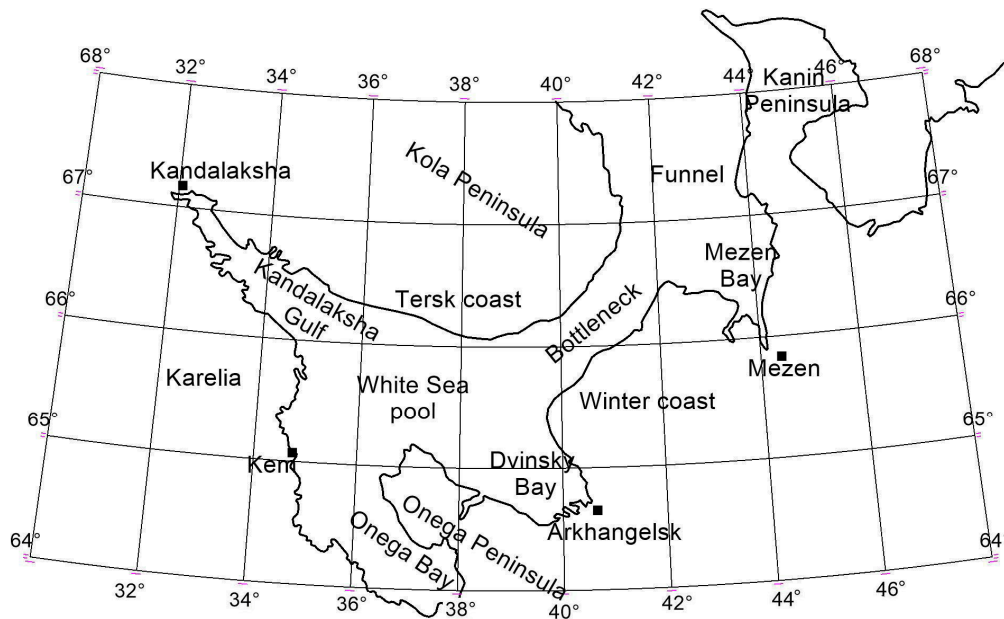 68°
32°
34°
36°
38°
40°
42°
44°
46°
68°
Kanin
Peninsula
Kandalaksha
Kola Peninsula
Funnel
67°
67°
Mezen
Bay
Kandalaksha
Gulf
Tersk coast
Bottleneck
66°
66°
Mezen
Karelia
White Sea
pool
Winter coast
65°
65°
Kem
Dvinsky
Bay
Arkhangelsk
Onega Peninsula
Onega Bay
64°
64°
32°
34°
36°
38°
40°
42°
44°
46°